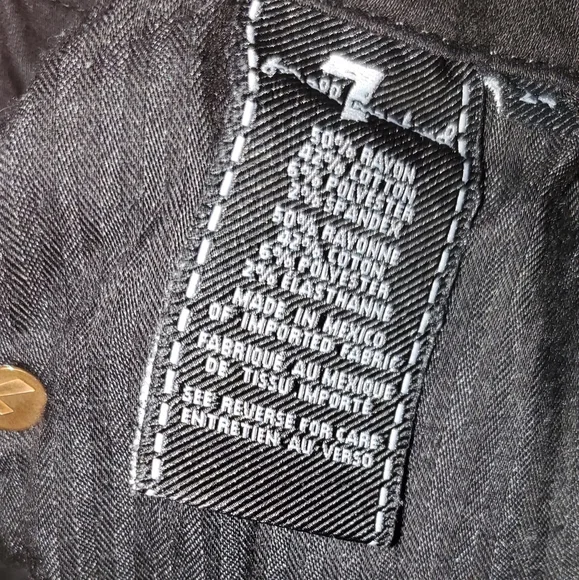 7
50% RAYON
42% COTTON
6% POLYESTER
2% SPANDEX
50% RAYONNE
42% COTON
6% POLYESTER
2% ELASTHANNE
MADE IN MEXICO
OF IMPORTED FABRIC
FABRIQUÉ AU MEXIQUE
DE TISSU IMPORTÉ
SEE REVERSE FOR CARE
ENTRETIEN AU VERSO